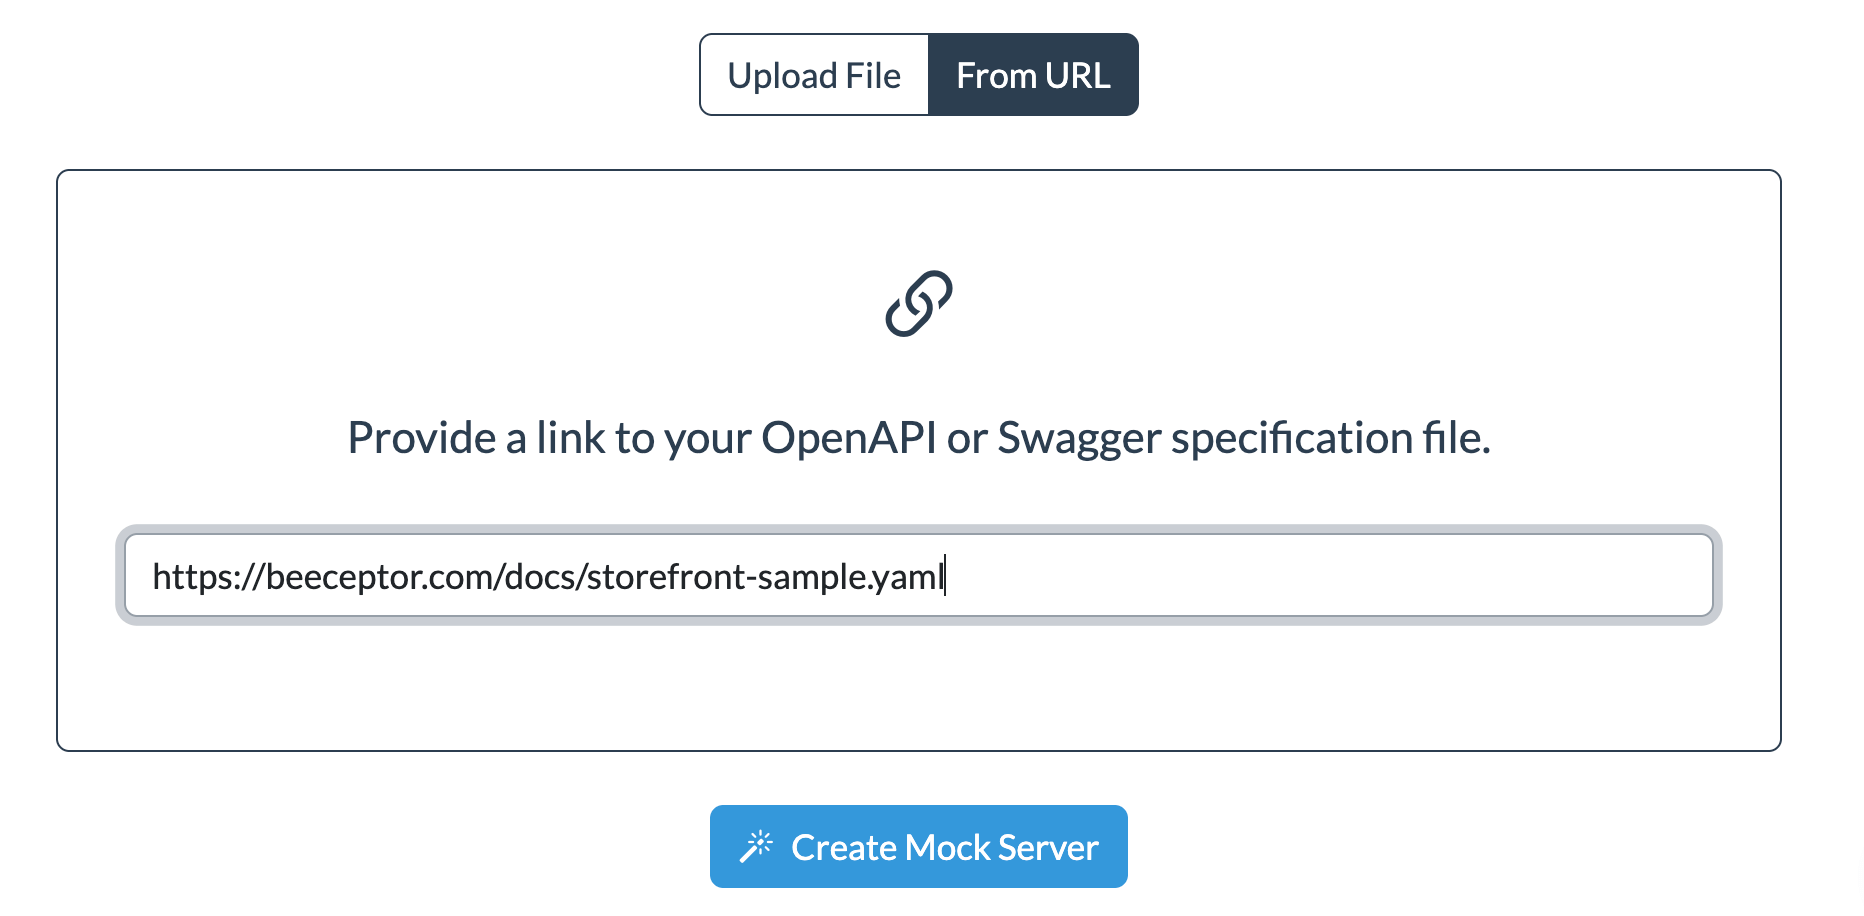 Upload File From URL
Provide a link to your OpenAPI or Swagger specification file.
https://beeceptor.com/docs/storefront-sample.yaml
Create Mock Server